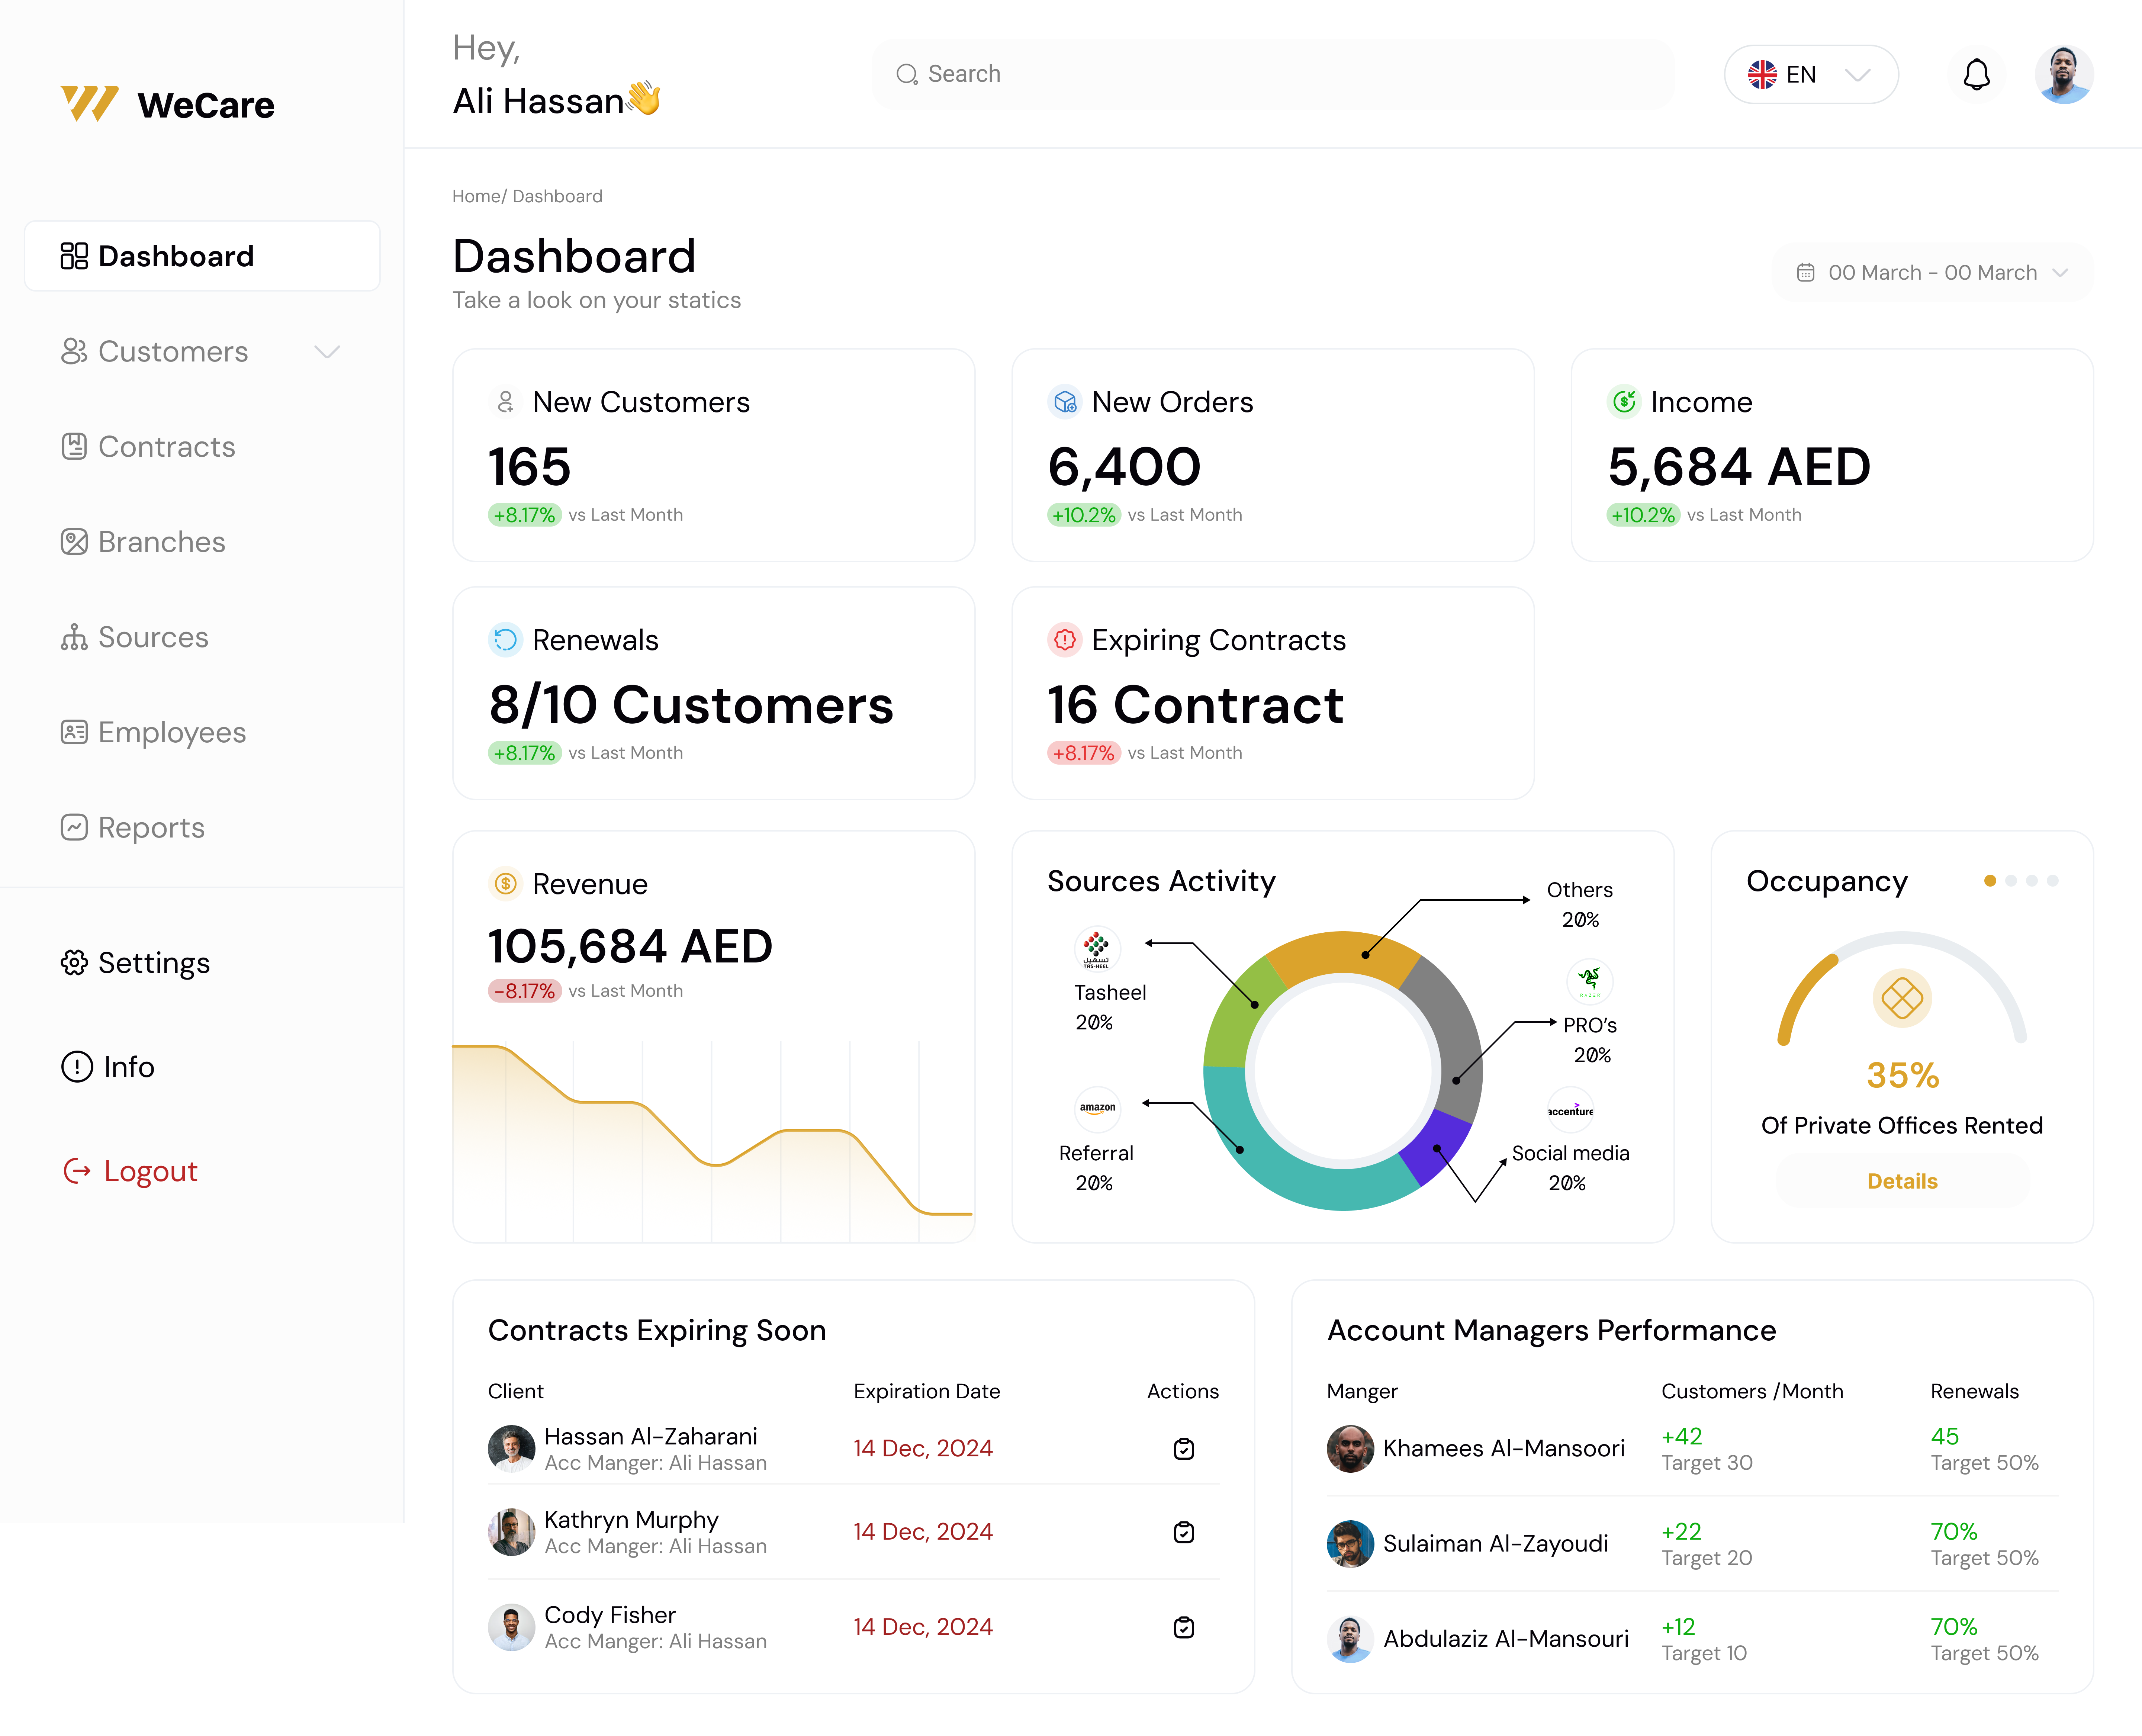 WeCare
Dashboard
Customers
Contracts
Branches
Sources
Employees
Reports
Settings
Info
Logout
Hey,
Ali Hassan👋
Search
EN
Home/ Dashboard
Dashboard
Take a look on your statics
00 March - 00 March
New Customers
165
+8.17% vs Last Month
New Orders
6,400
+10.2% vs Last Month
Income
5,684 AED
+10.2% vs Last Month
Renewals
8/10 Customers
+8.17% vs Last Month
Expiring Contracts
16 Contract
+8.17% vs Last Month
Revenue
105,684 AED
-8.17% vs Last Month
Sources Activity
Others
20%
تسهيل
TAS-HEEL
Tasheel
20%
RAZER
PRO's
20%
amazon
Referral
20%
accenture
Social media
20%
Occupancy
35%
Of Private Offices Rented
Details
Contracts Expiring Soon
Client Expiration Date Actions
Hassan Al-Zaharani
Acc Manger: Ali Hassan
14 Dec, 2024
Kathryn Murphy
Acc Manger: Ali Hassan
14 Dec, 2024
Cody Fisher
Acc Manger: Ali Hassan
14 Dec, 2024
Account Managers Performance
Manger Customers /Month Renewals
Khamees Al-Mansoori
+42
Target 30
45
Target 50%
Sulaiman Al-Zayoudi
+22
Target 20
70%
Target 50%
Abdulaziz Al-Mansouri
+12
Target 10
70%
Target 50%